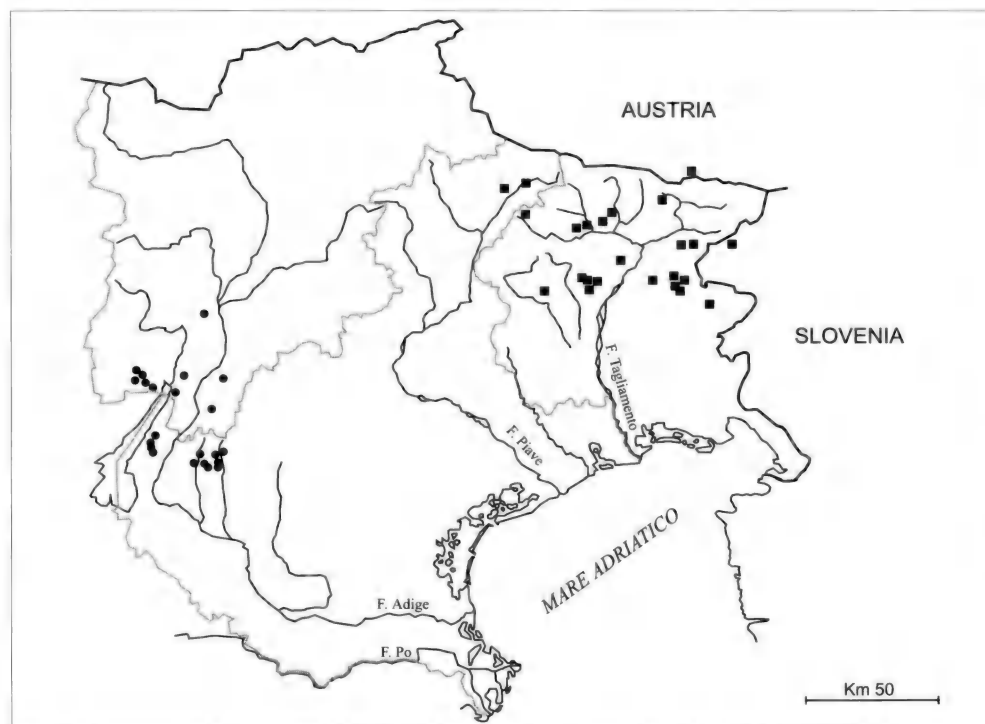 AUSTRIA
SLOVENIA
F. Tagliamento
F. Piave
MARE ADRIATICO
F. Adige
F. Po
Km 50